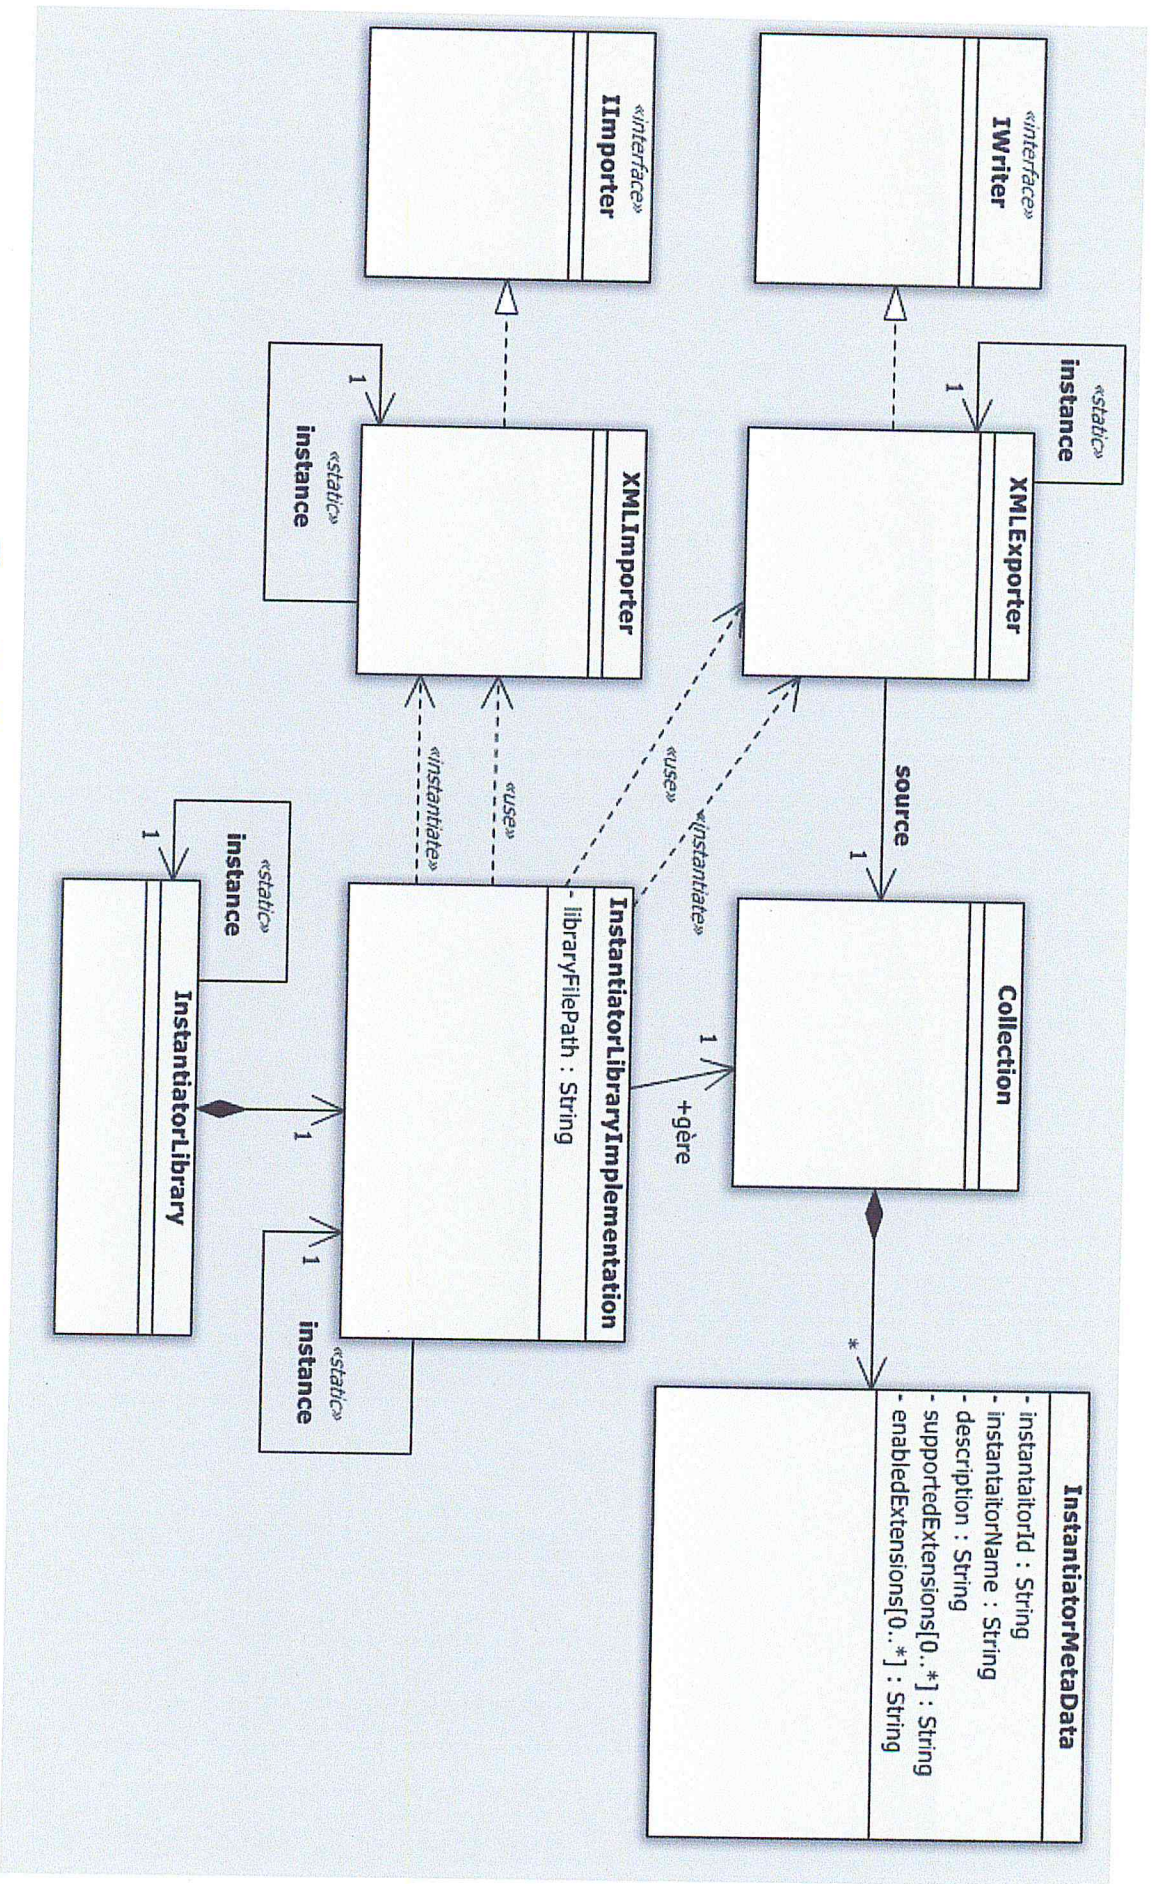 «interface»
IWriter
«static»
instance
1
XMLExporter
source
1
Collection
*
InstantiatorMetaData
- instantaitorId : String
- instantaitorName : String
- description : String
- supportedExtensions[0..*] : String
- enabledExtensions[0..*] : String
«interface»
IImporter
XMLImporter
1
«static»
instance
«use»
«instantiate»
«use»
«instantiate»
1
+gère
InstantiatorLibraryImplementation
- libraryFilePath : String
«static»
instance
1
InstantiatorLibrary
1
1
«static»
instance